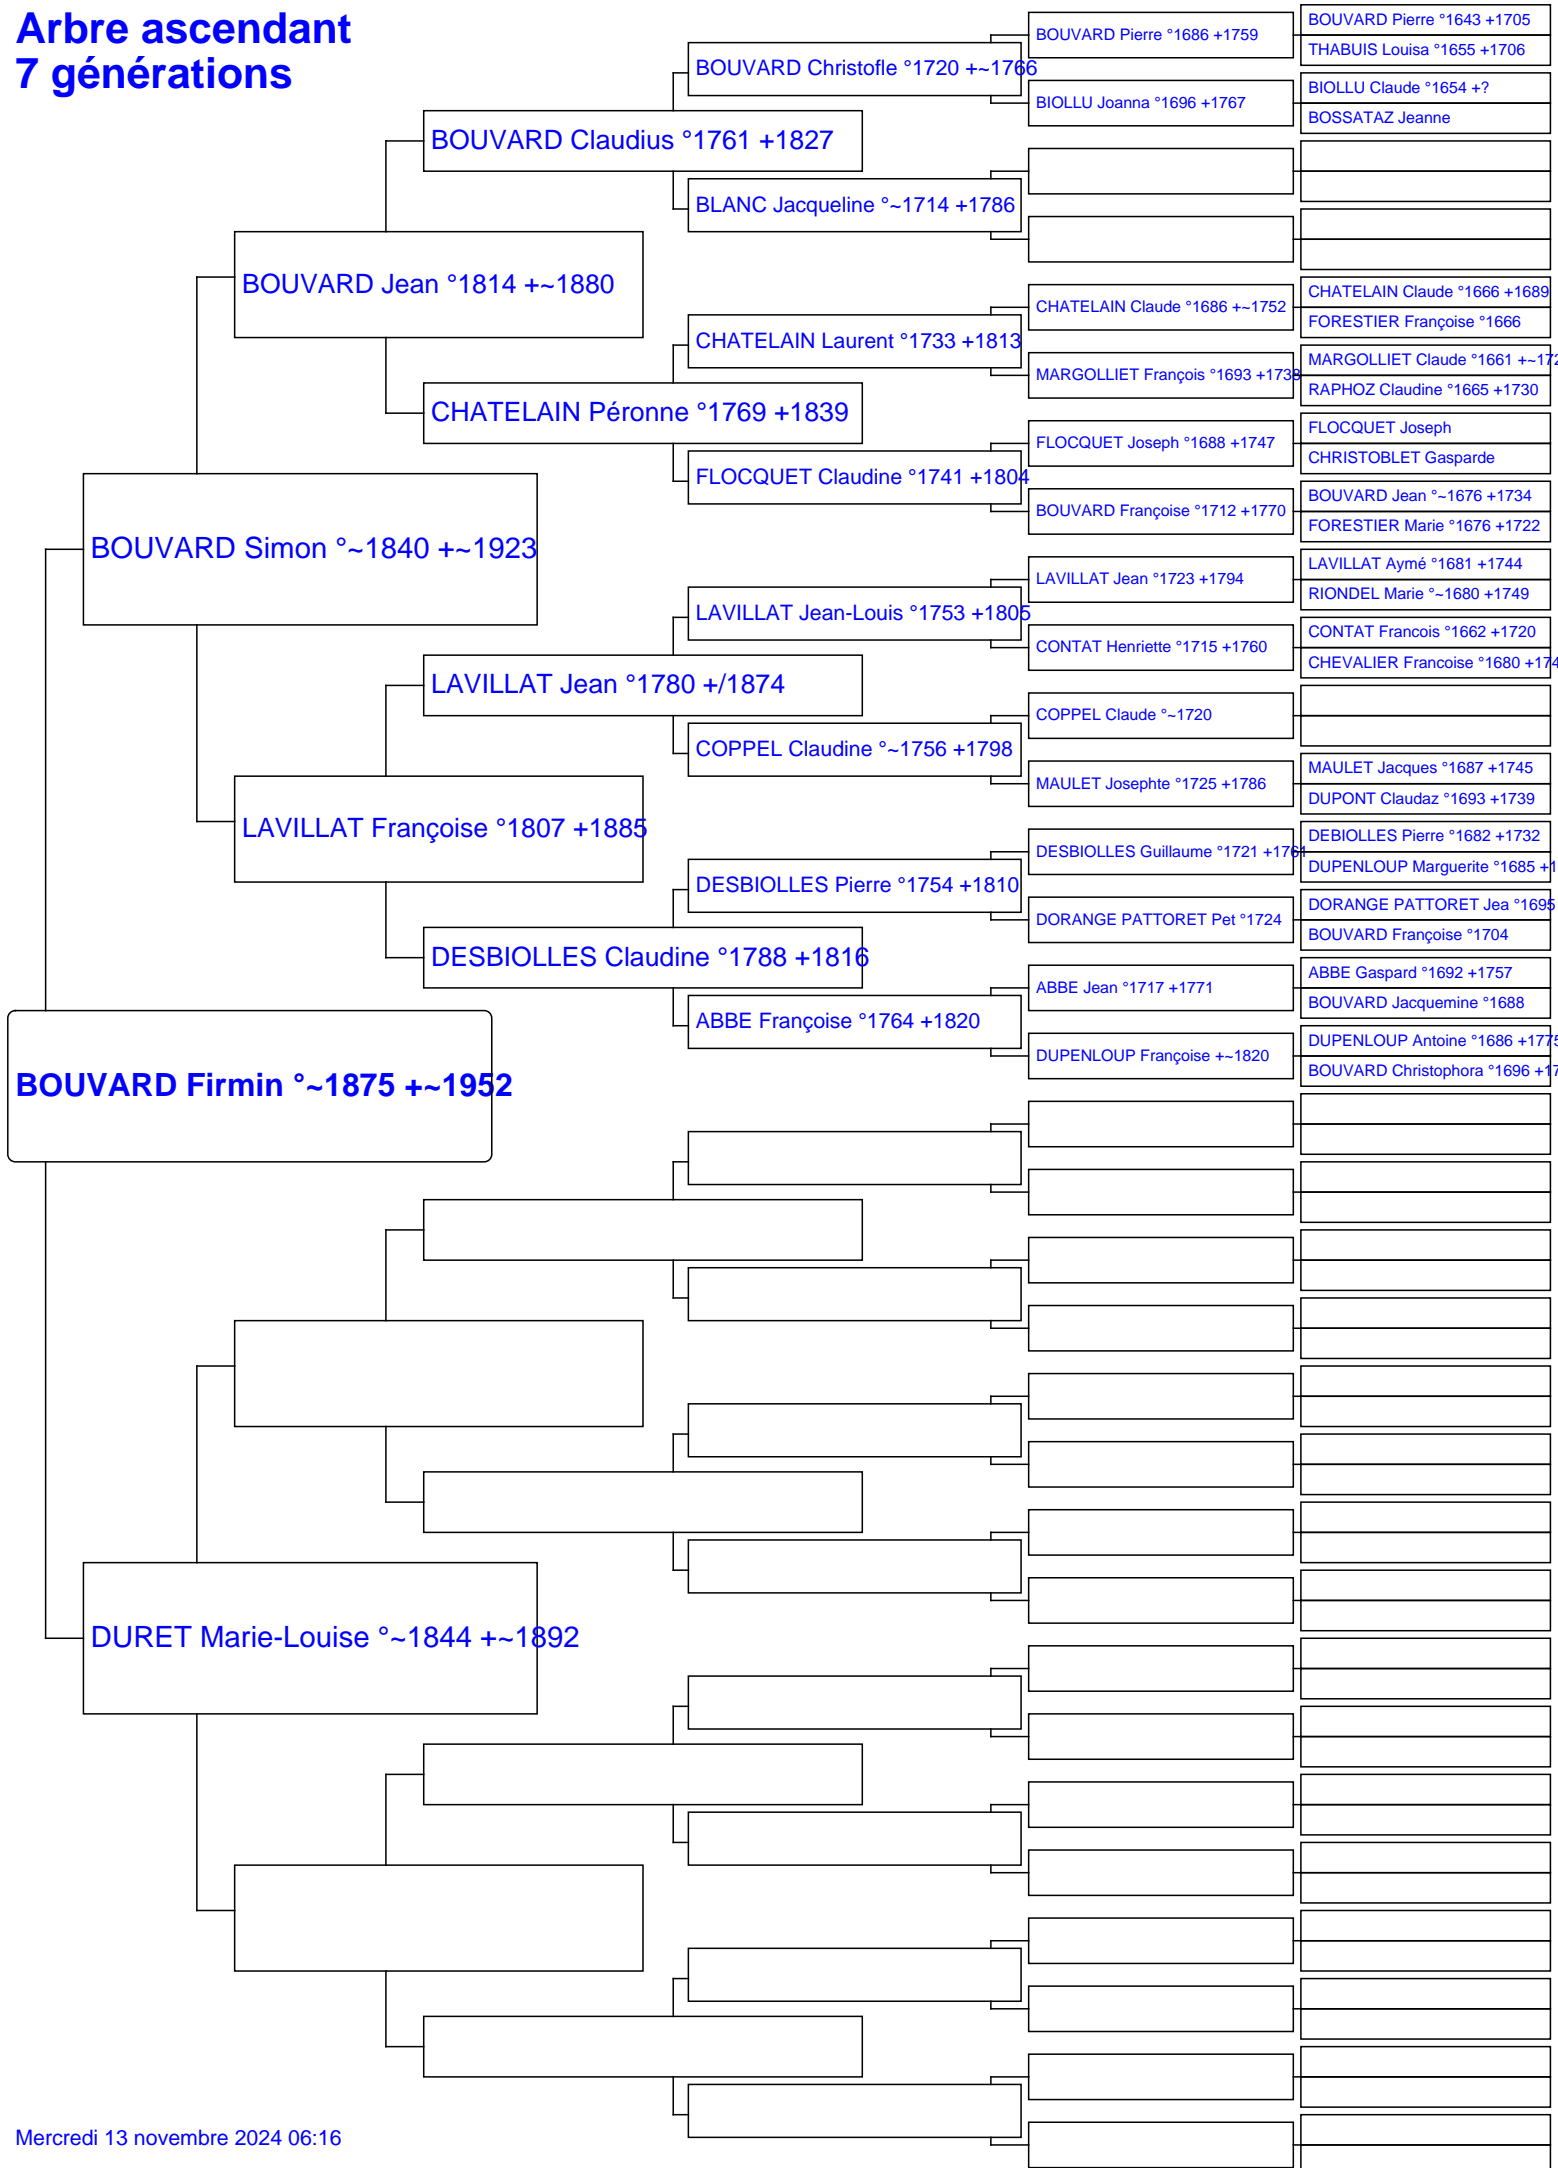 Arbre ascendant
7 générations
BOUVARD Firmin °~1875 +~1952
BOUVARD Simon °~1840 +~1923
DURET Marie-Louise °~1844 +~1892
BOUVARD Jean °1814 +~1880
LAVILLAT Françoise °1807 +1885
BOUVARD Claudius °1761 +1827
CHATELAIN Péronne °1769 +1839
LAVILLAT Jean °1780 +/1874
DESBIOLLES Claudine °1788 +1816
BOUVARD Christofle °1720 +~1766
BLANC Jacqueline °~1714 +1786
CHATELAIN Laurent °1733 +1813
FLOCQUET Claudine °1741 +1804
LAVILLAT Jean-Louis °1753 +1805
COPPEL Claudine °~1756 +1798
DESBIOLLES Pierre °1754 +1810
ABBE Françoise °1764 +1820
BOUVARD Pierre °1686 +1759
BIOLLU Joanna °1696 +1767
CHATELAIN Claude °1686 +~1752
MARGOLLIET François °1693 +1738
FLOCQUET Joseph °1688 +1747
BOUVARD Françoise °1712 +1770
LAVILLAT Jean °1723 +1794
CONTAT Henriette °1715 +1760
COPPEL Claude °~1720
MAULET Josephte °1725 +1786
DESBIOLLES Guillaume °1721 +1761
DORANGE PATTORET Pet °1724
ABBE Jean °1717 +1771
DUPENLOUP Françoise +~1820
BOUVARD Pierre °1643 +1705
THABUIS Louisa °1655 +1706
BIOLLU Claude °1654 +?
BOSSATAZ Jeanne
CHATELAIN Claude °1666 +1689
FORESTIER Françoise °1666
MARGOLLIET Claude °1661 +~172
RAPHOZ Claudine °1665 +1730
FLOCQUET Joseph
CHRISTOBLET Gasparde
BOUVARD Jean °~1676 +1734
FORESTIER Marie °1676 +1722
LAVILLAT Aymé °1681 +1744
RIONDEL Marie °~1680 +1749
CONTAT Francois °1662 +1720
CHEVALIER Francoise °1680 +174
MAULET Jacques °1687 +1745
DUPONT Claudaz °1693 +1739
DEBIOLLES Pierre °1682 +1732
DUPENLOUP Marguerite °1685 +1
DORANGE PATTORET Jea °1695
BOUVARD Françoise °1704
ABBE Gaspard °1692 +1757
BOUVARD Jacquemine °1688
DUPENLOUP Antoine °1686 +1775
BOUVARD Christophora °1696 +17
Mercredi 13 novembre 2024 06:16